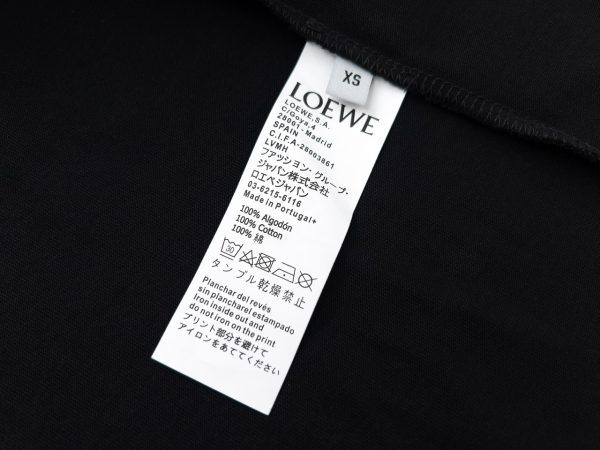 XS
LOEWE
LOEWE, S.A.
C/Goya,4
28001-Madrid
SPAIN
C.I.F.A-28003861
LVMH
ファッション・グループ・
ジャパン株式会社
ロエベジャパン
03-6215-6116
Made in Portugal+
100% Algodón
100% Cotton
100% 綿
30
タンブル乾燥禁止
Planchar del revés
sin plancharel estampado
Iron inside out and
do not iron on the print
プリント部分を避けて
アイロンをあててください